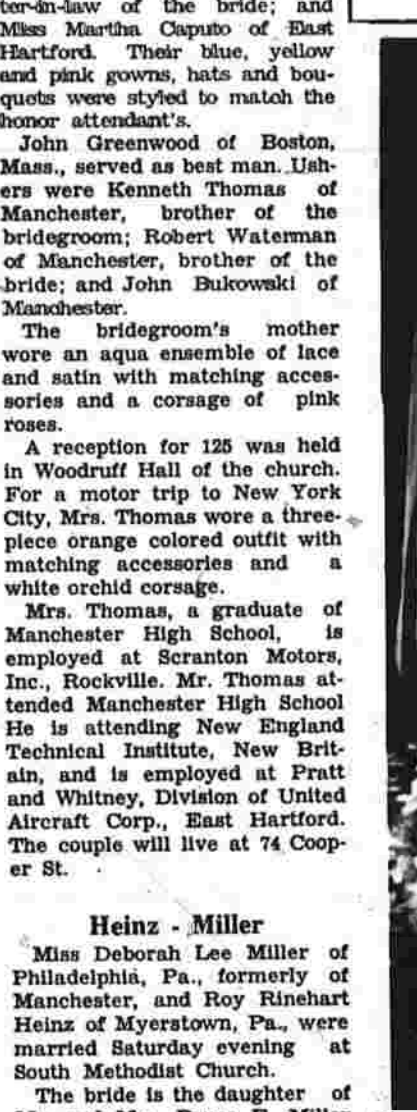 ter-in-law of the bride; and
Miss Martha Caputo of East
Hartford. Their blue, yellow
and pink gowns, hats and bou-
quets were styled to match the
honor attendant's.
John Greenwood of Boston,
Mass., served as best man. Ush-
ers were Kenneth Thomas of
Manchester, brother of the
bridegroom; Robert Waterman
of Manchester, brother of the
bride; and John Bukowski of
Manchester.
The bridegroom's mother
wore an aqua ensemble of lace
and satin with matching acces-
sories and a corsage of pink
roses.
A reception for 125 was held
in Woodruff Hall of the church.
For a motor trip to New York
City, Mrs. Thomas wore a three-
piece orange colored outfit with
matching accessories and a
white orchid corsage.
Mrs. Thomas, a graduate of
Manchester High School, is
employed at Scranton Motors,
Inc., Rockville. Mr. Thomas at-
tended Manchester High School
He is attending New England
Technical Institute, New Brit-
ain, and is employed at Pratt
and Whitney, Division of United
Aircraft Corp., East Hartford.
The couple will live at 74 Coop-
er St.
Heinz - Miller
Miss Deborah Lee Miller of
Philadelphia, Pa., formerly of
Manchester, and Roy Rinehart
Heinz of Myerstown, Pa., were
married Saturday evening at
South Methodist Church.
The bride is the daughter of